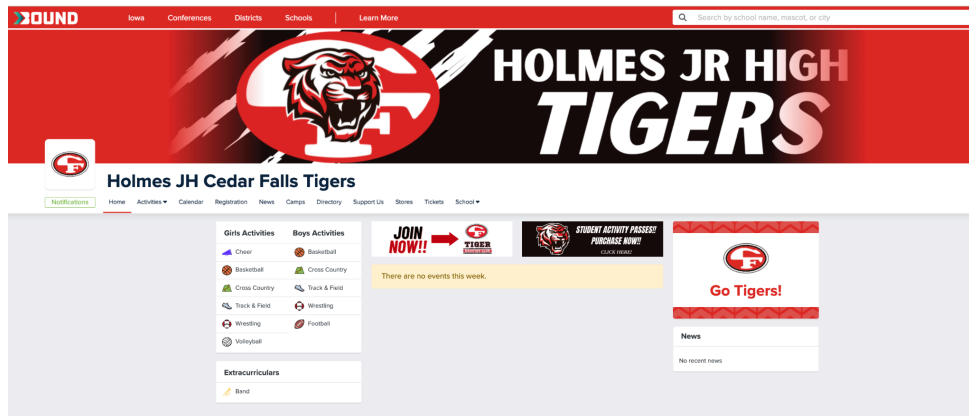 BOUND
Iowa Conferences Districts Schools Learn More
Search by school name, mascot, or city
HOLMES JR HIGH
TIGERS
CF
Holmes JH Cedar Falls Tigers
Notifications Home Activities Calendar Registration News Camps Directory Support Us Stores Tickets School
Girls Activities Boys Activities
Cheer Basketball
Basketball Cross Country
Cross Country Track & Field
Track & Field Wrestling
Wrestling Football
Volleyball
Extracurriculars
Band
JOIN
NOW!!
CF
TIGER
STUDENT ACTIVITY PASSES!!
PURCHASE NOW!!
CLICK HERE!
There are no events this week.
CF
Go Tigers!
News
No recent news